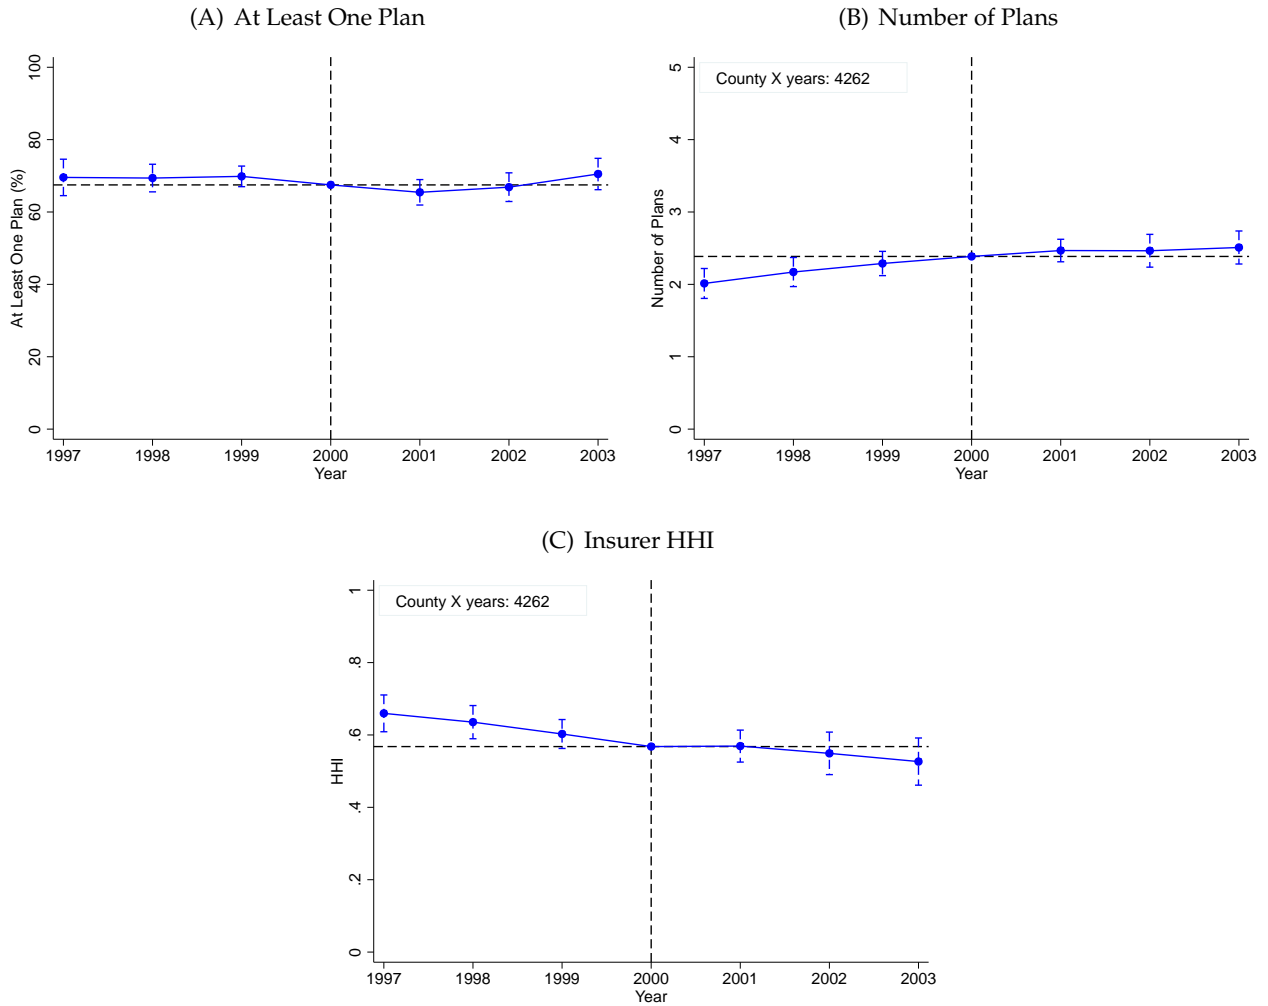 (A) At Least One Plan
100
80
60
40
20
0
At Least One Plan (%)
1997 1998 1999 2000 2001 2002 2003
Year
(B) Number of Plans
County X years: 4262
5
4
3
2
1
0
Number of Plans
1997 1998 1999 2000 2001 2002 2003
Year
(C) Insurer HHI
County X years: 4262
1
.8
.6
.4
.2
0
HHI
1997 1998 1999 2000 2001 2002 2003
Year